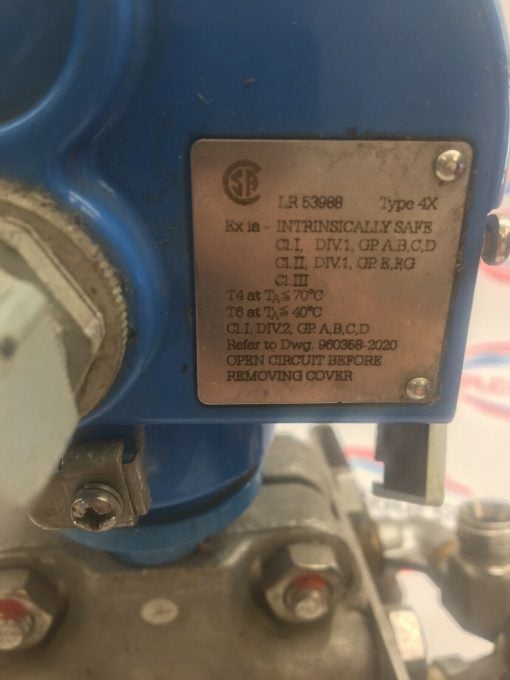 LR 53988 Type 4X
Ex ia - INTRINSICALLY SAFE
Cl.I, DIV.1, GP. A,B,C,D
Cl.II, DIV.1, GP. E,F,G
Cl.III
T4 at TA ≤ 70°C
T6 at TA ≤ 40°C
Cl.I, DIV.2, GP. A,B,C,D
Refer to Dwg. 960358-2020
OPEN CIRCUIT BEFORE
REMOVING COVER